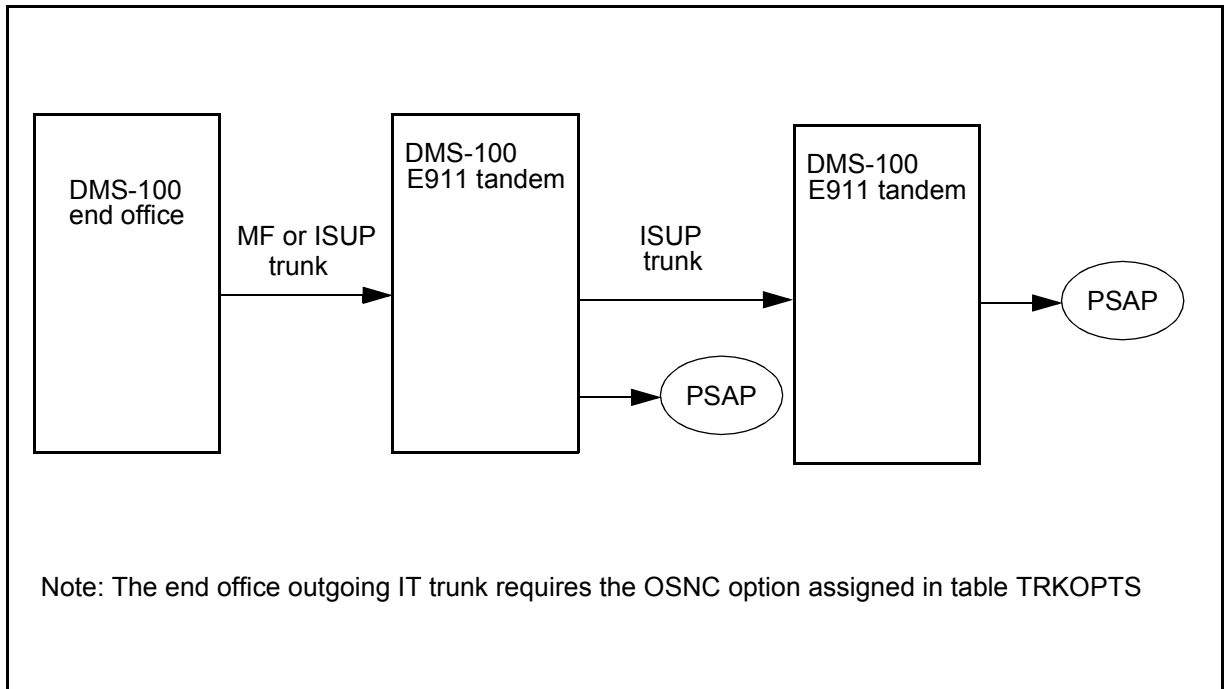 DMS-100
end office
MF or ISUP
trunk
DMS-100
E911 tandem
ISUP
trunk
PSAP
DMS-100
E911 tandem
PSAP
Note: The end office outgoing IT trunk requires the OSNC option assigned in table TRKOPTS